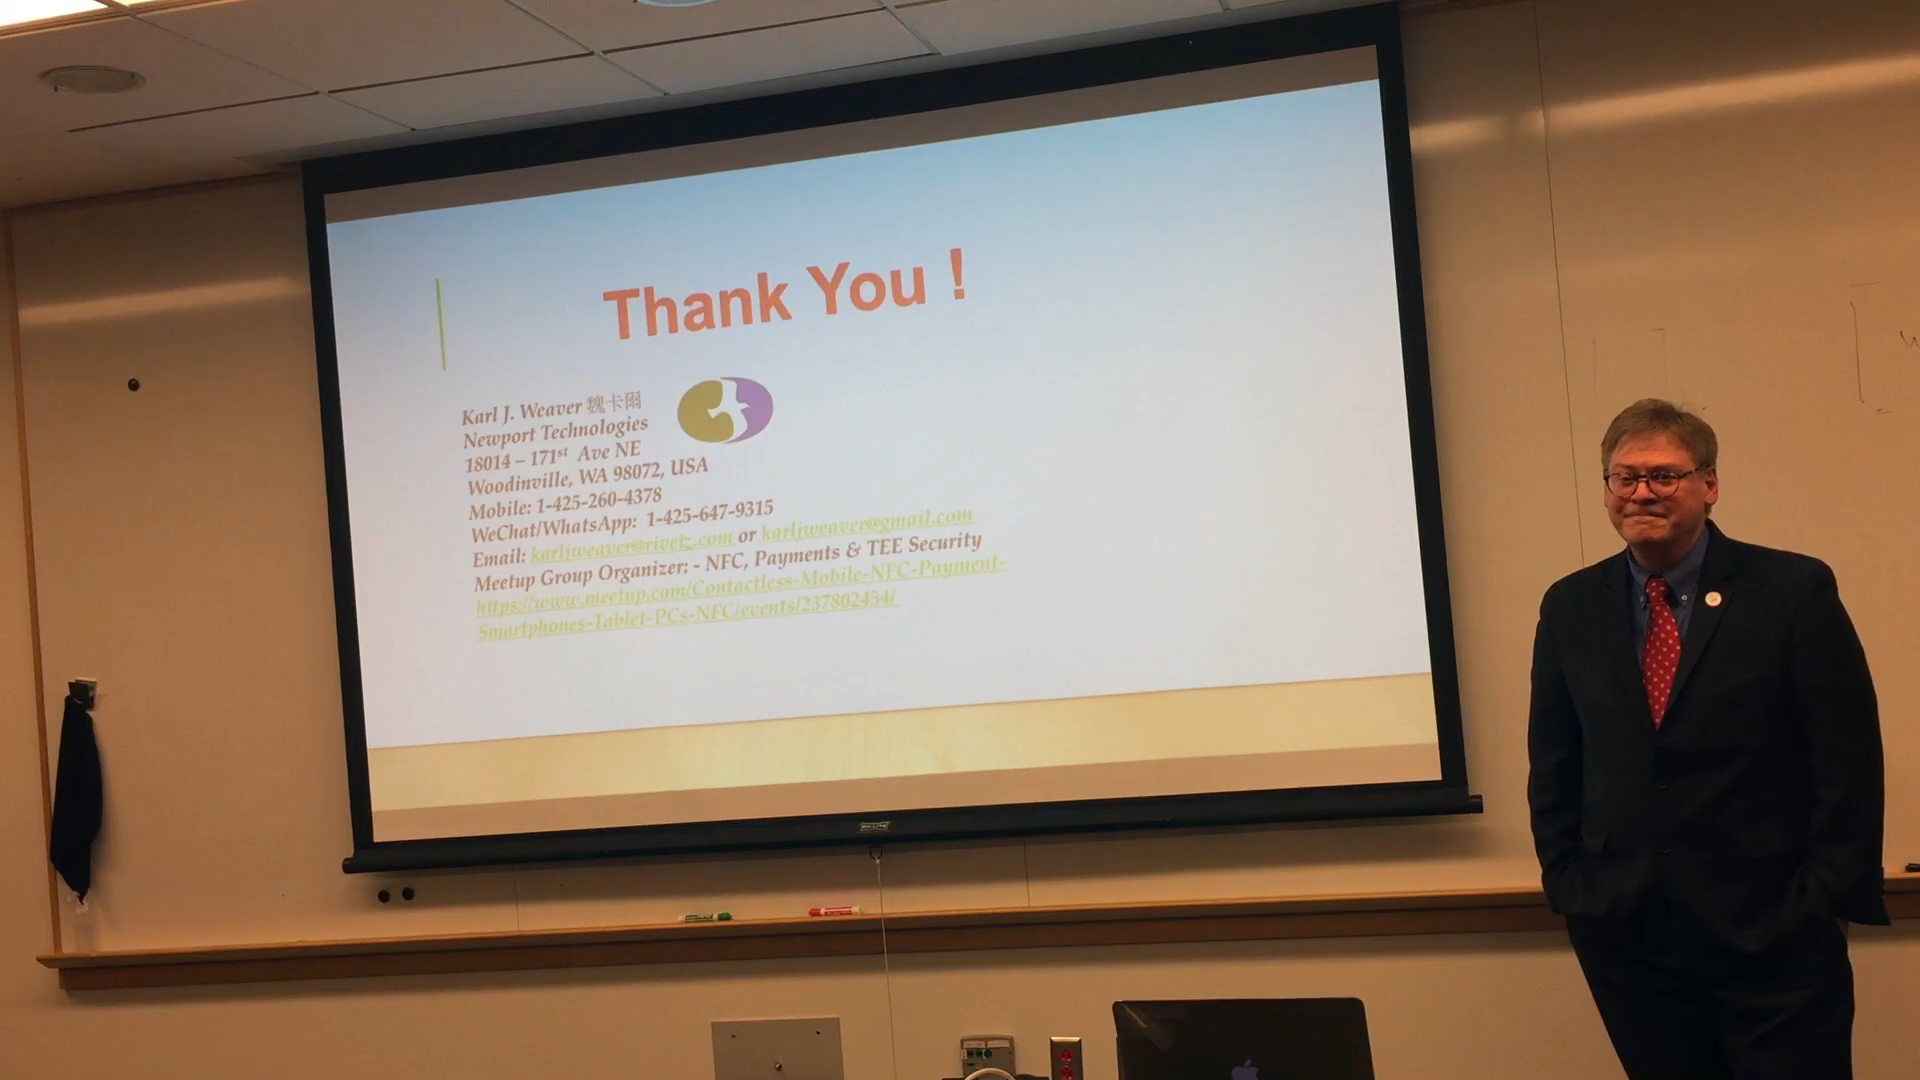 Thank You !
Karl J. Weaver 魏卡爾
Newport Technologies
18014 – 171st Ave NE
Woodinville, WA 98072, USA
Mobile: 1-425-260-4378
WeChat/WhatsApp: 1-425-647-9315
Email: karljweaver@rivetz.com or karljweaver@gmail.com
Meetup Group Organizer: - NFC, Payments & TEE Security
https://www.meetup.com/Contactless-Mobile-NFC-Payment-
Smartphones-Tablet-PCs-NFC/events/237802454/